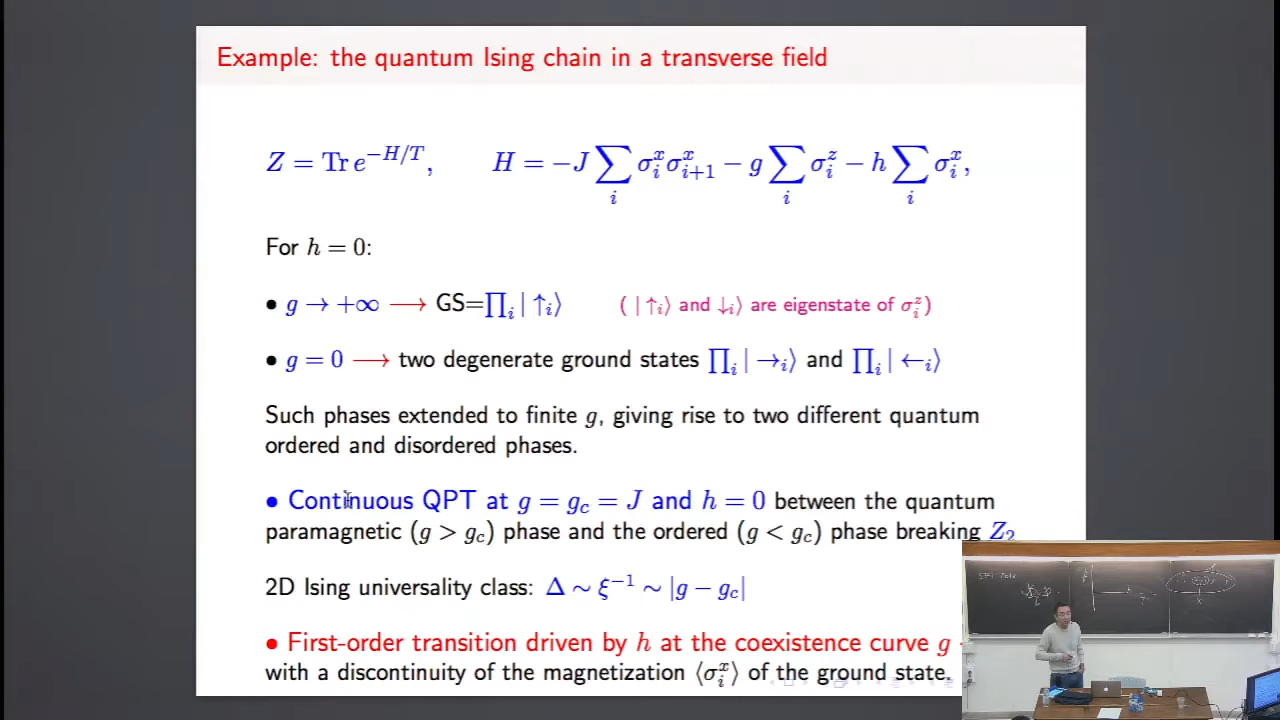 Example: the quantum Ising chain in a transverse field
Z = Tr e^{-H/T},   H = −J ∑_i σ_i^x σ_{i+1}^x − g ∑_i σ_i^z − h ∑_i σ_i^x,
For h = 0:
• g → +∞ ⟶ GS=∏_i | ↑_i⟩ ( | ↑_i⟩ and ↓_i⟩ are eigenstate of σ_i^z)
• g = 0 ⟶ two degenerate ground states ∏_i | →_i⟩ and ∏_i | ←_i⟩
Such phases extended to finite g, giving rise to two different quantum
ordered and disordered phases.
• Continuous QPT at g = g_c = J and h = 0 between the quantum
paramagnetic (g > g_c) phase and the ordered (g < g_c) phase breaking Z_2
2D Ising universality class: Δ ∼ ξ^{−1} ∼ |g − g_c|
• First-order transition driven by h at the coexistence curve g
with a discontinuity of the magnetization ⟨σ_i^x⟩ of the ground state.